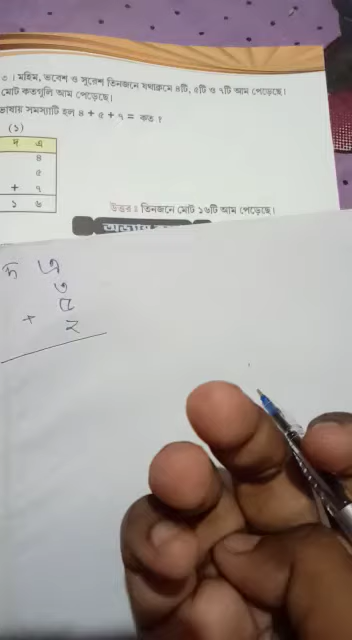 ৩। মহিম, ভবেশ ও সুরেশ তিনজনে যথাক্রমে ৪টি, ৫টি ও ৭টি আম পেড়েছে।
মোট কতগুলি আম পেড়েছে।
ভাষায় সমস্যাটি হল ৪ + ৫ + ৭ = কত ?
(১)
দ এ
৪
৫
+ ৭
১ ৬
উত্তর : তিনজনে মোট ১৬টি আম পেড়েছে।
দ এ
৩
৫
+ ২